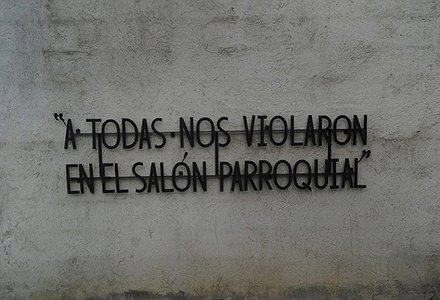 "A TODAS NOS VIOLARON
EN EL SALÓN PARROQUIAL"